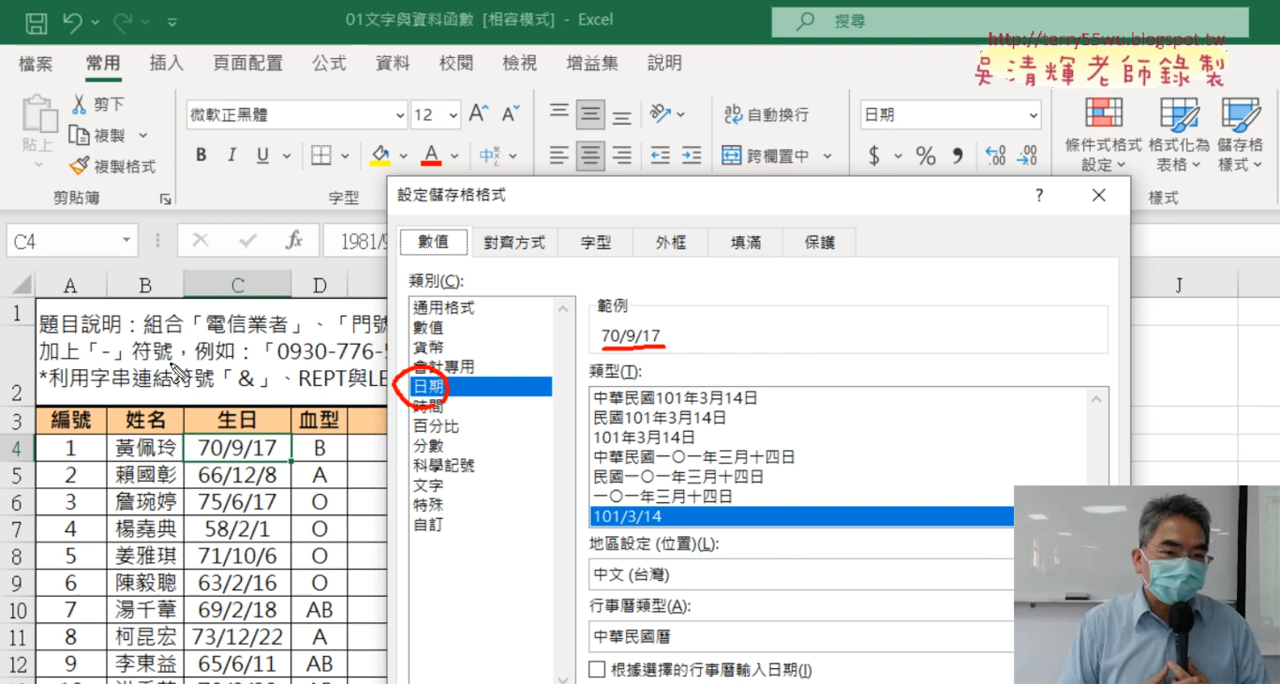 01文字與資料函數 [相容模式] - Excel
搜尋
http://terry55wu.blogspot.tw
吳清輝老師錄製
檔案 常用 插入 頁面配置 公式 資料 校閱 檢視 增益集 說明
貼上
剪下
複製
複製格式
剪貼簿
微軟正黑體 12
B I U
字型
自動換行
跨欄置中
日期
$ % ,
條件式格式設定
格式化為表格
儲存格樣式
樣式
C4
fx
設定儲存格格式
? ×
數值 對齊方式 字型 外框 填滿 保護
類別(C):
通用格式
數值
貨幣
會計專用
日期
時間
百分比
分數
科學記號
文字
特殊
自訂
範例
70/9/17
類型(T):
中華民國101年3月14日
民國101年3月14日
101年3月14日
中華民國一○一年三月十四日
民國一○一年三月十四日
一○一年三月十四日
101/3/14
地區設定 (位置)(L):
中文 (台灣)
行事曆類型(A):
中華民國曆
根據選擇的行事曆輸入日期(I)
A B C D J
1
2
題目說明：組合「電信業者」、「門號
加上「-」符號，例如：「0930-776-
*利用字串連結符號「&」、REPT與LE
3 編號 姓名 生日 血型
4 1 黃佩玲 70/9/17 B
5 2 賴國彰 66/12/8 A
6 3 詹琬婷 75/6/17 O
7 4 楊堯典 58/2/1 O
8 5 姜雅琪 71/10/6 O
9 6 陳毅聰 63/2/16 O
10 7 湯千葦 69/2/18 AB
11 8 柯昆宏 73/12/22 A
12 9 李東益 65/6/11 AB